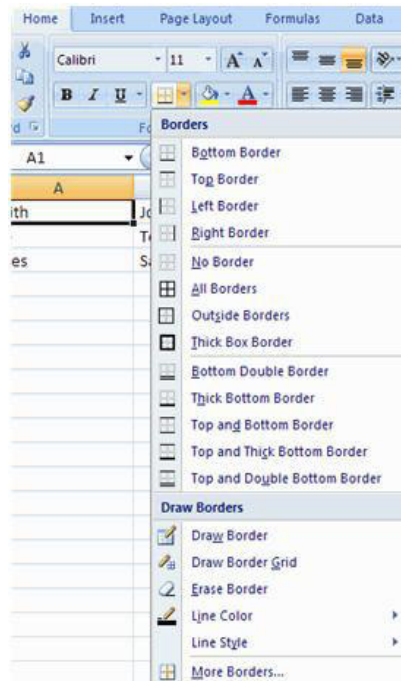 Home Insert Page Layout Formulas Data
Calibri 11 A A
B I U A
Borders
A1
Bottom Border
Top Border
A
Left Border
Right Border
No Border
All Borders
Outside Borders
Thick Box Border
Bottom Double Border
Thick Bottom Border
Top and Bottom Border
Top and Thick Bottom Border
Top and Double Bottom Border
Draw Borders
Draw Border
Draw Border Grid
Erase Border
Line Color
Line Style
More Borders...